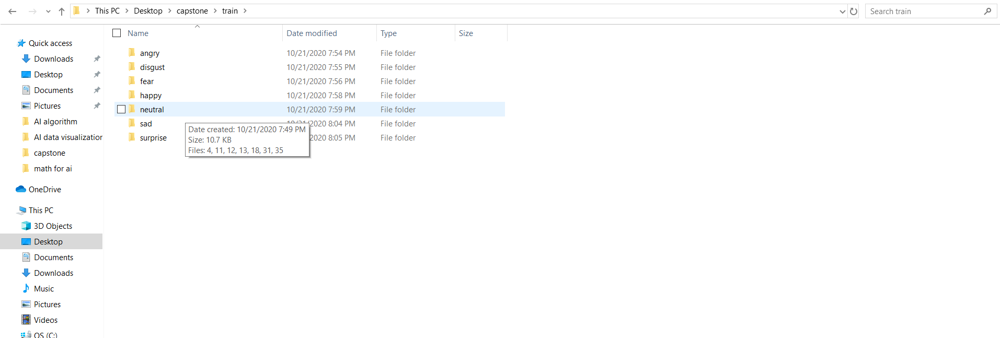 This PC > Desktop > capstone > train >
Search train
Name Date modified Type Size
Quick access
Downloads
Desktop
Documents
Pictures
AI algorithm
AI data visualization
capstone
math for ai
OneDrive
This PC
3D Objects
Desktop
Documents
Downloads
Music
Pictures
Videos
OS (C:)
angry 10/21/2020 7:54 PM File folder
disgust 10/21/2020 7:55 PM File folder
fear 10/21/2020 7:56 PM File folder
happy 10/21/2020 7:58 PM File folder
neutral 10/21/2020 7:59 PM File folder
sad 10/21/2020 8:04 PM File folder
surprise 2020 8:05 PM File folder
Date created: 10/21/2020 7:49 PM
Size: 10.7 KB
Files: 4, 11, 12, 13, 18, 31, 35